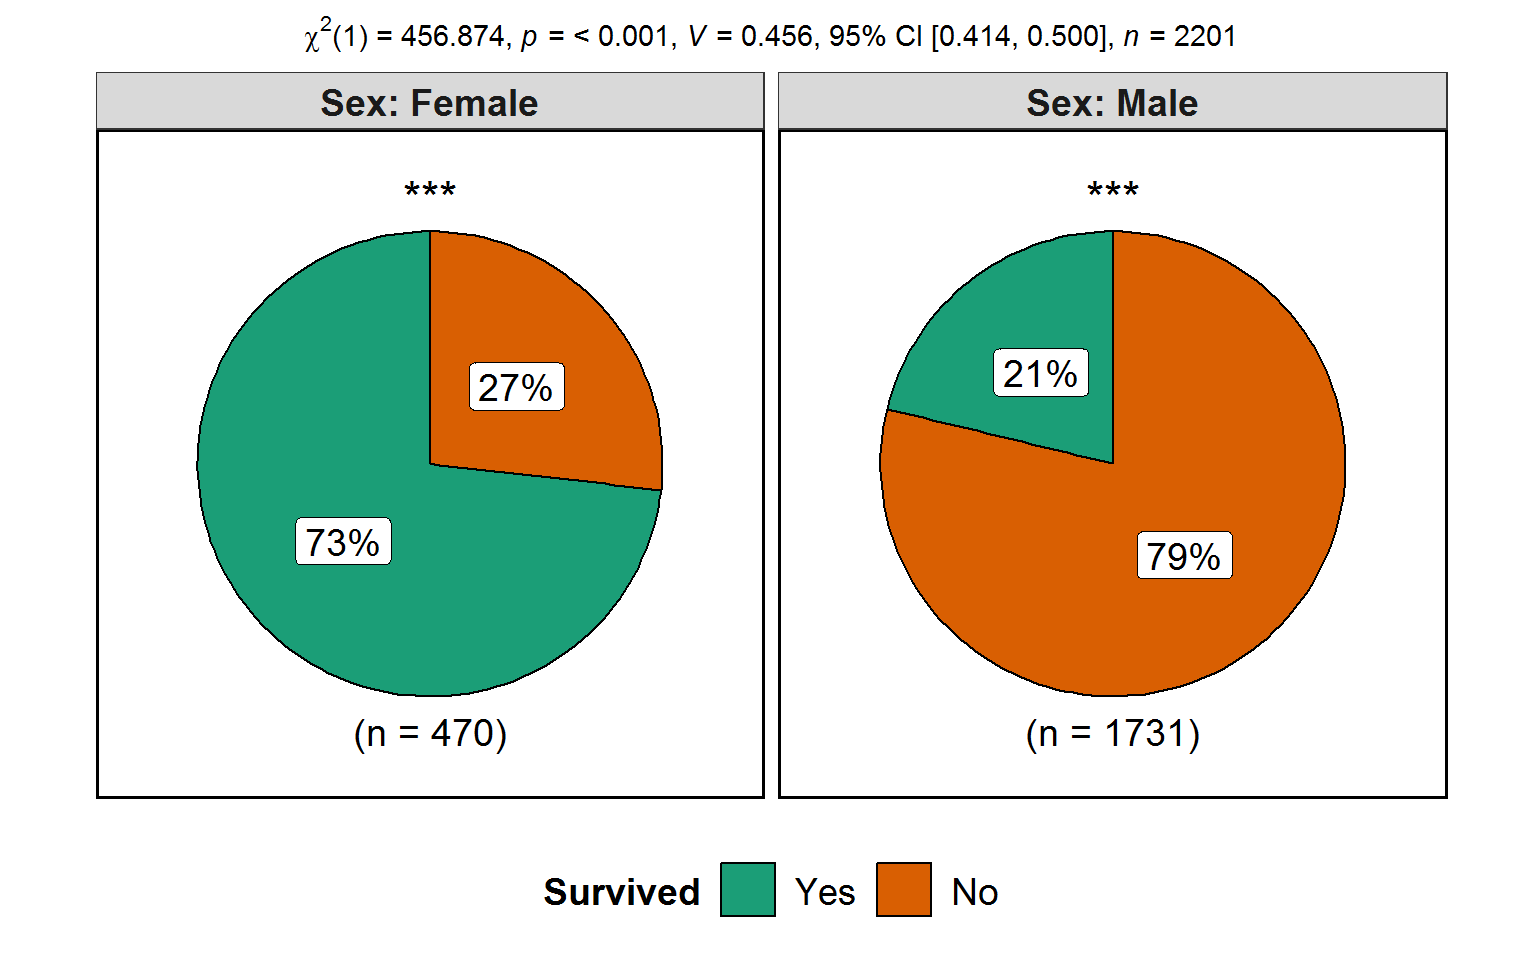 χ²(1) = 456.874, p = < 0.001, V = 0.456, 95% CI [0.414, 0.500], n = 2201
Sex: Female
Sex: Male
***
***
27%
73%
21%
79%
(n = 470)
(n = 1731)
Survived Yes No